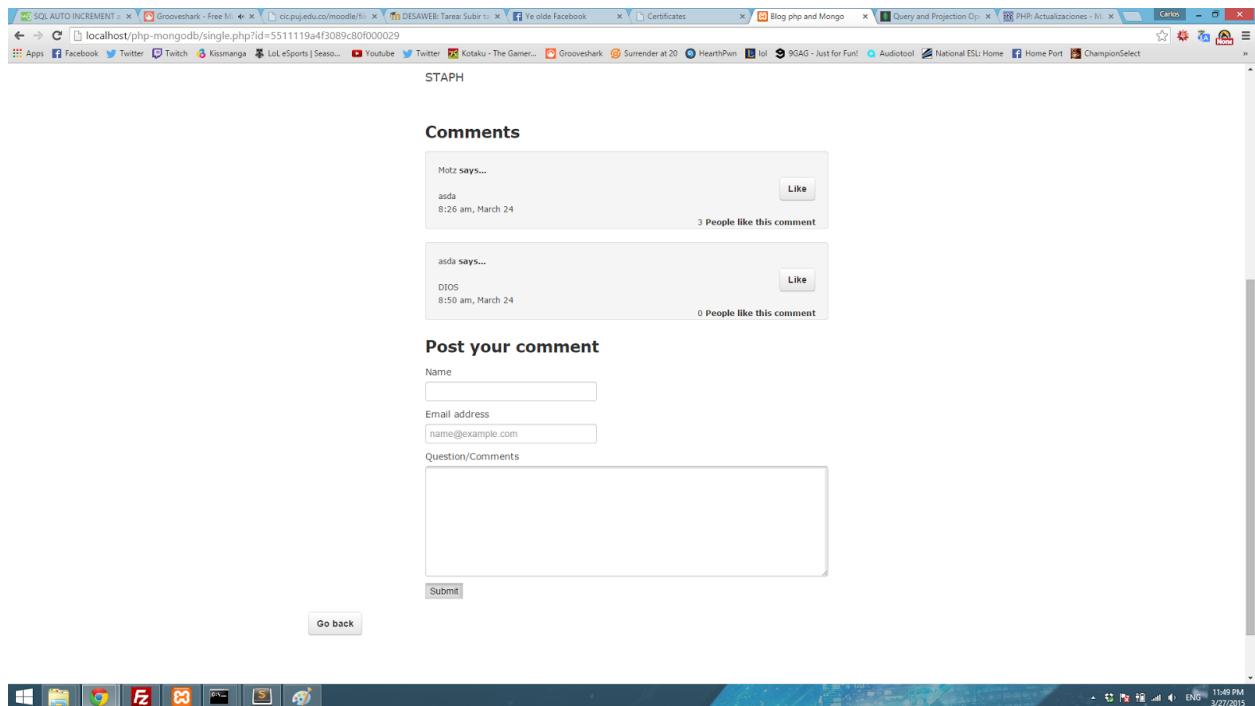 SQL AUTO INCREMENT a
Grooveshark - Free Mu
cic.puj.edu.co/moodle/file
DESAWEB: Tarea: Subir ta
Ye olde Facebook
Certificates
Blog php and Mongo
Query and Projection Op
PHP: Actualizaciones - M
Carlos
localhost/php-mongodb/single.php?id=5511119a4f3089c80f000029
Apps Facebook Twitter Twitch Kissmanga LoL eSports | Seaso... Youtube Twitter Kotaku - The Gamer... Grooveshark Surrender at 20 HearthPwn lol 9GAG - Just for Fun! Audiotool National ESL: Home Home Port ChampionSelect »
STAPH
Comments
Motz says...
Like
asda
8:26 am, March 24
3 People like this comment
asda says...
Like
DIOS
8:50 am, March 24
0 People like this comment
Post your comment
Name
Email address
name@example.com
Question/Comments
Submit
Go back
ENG
11:49 PM
3/27/2015